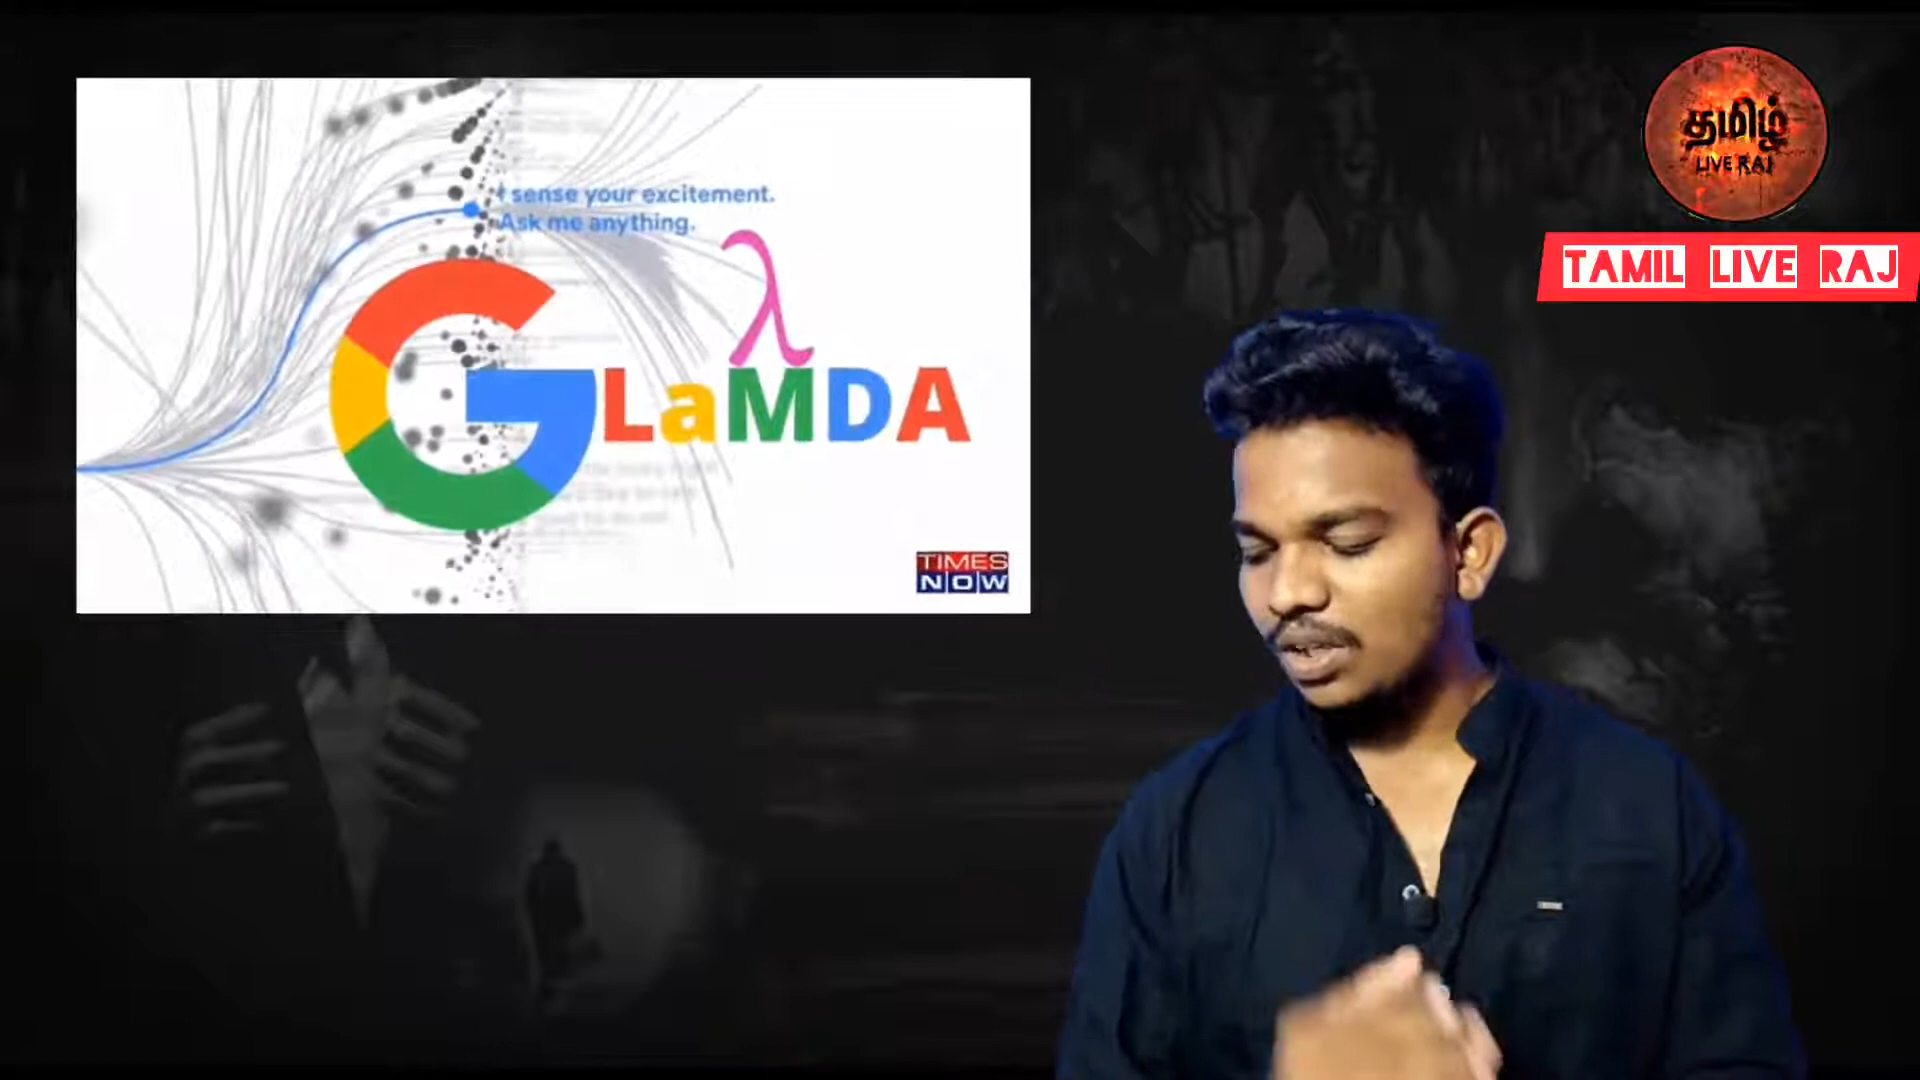 I sense your excitement.
Ask me anything.
λ
LaMDA
TIMES
NOW
தமிழ்
LIVE RAJ
TAMIL LIVE RAJ